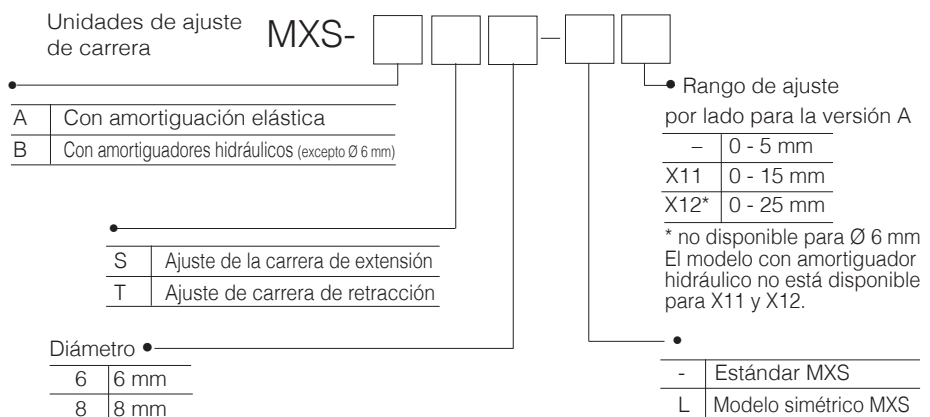 Unidades de ajuste
de carrera
MXS-
–
A Con amortiguación elástica
B Con amortiguadores hidráulicos (excepto Ø 6 mm)
Rango de ajuste
por lado para la versión A
– 0 - 5 mm
X11 0 - 15 mm
X12* 0 - 25 mm
* no disponible para Ø 6 mm
El modelo con amortiguador
hidráulico no está disponible
para X11 y X12.
S Ajuste de la carrera de extensión
T Ajuste de carrera de retracción
Diámetro
6 6 mm
8 8 mm
- Estándar MXS
L Modelo simétrico MXS